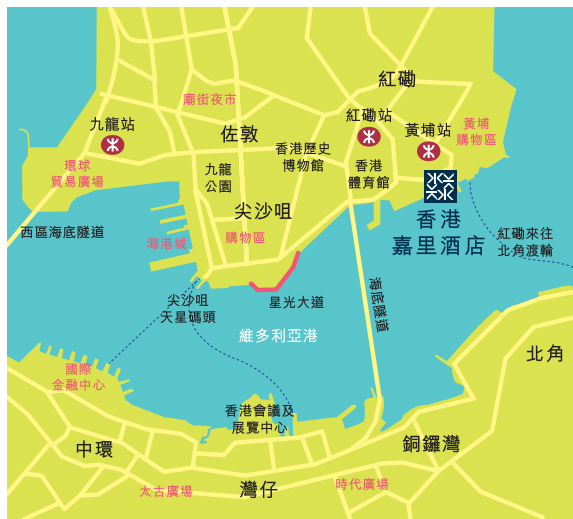 紅磡
廟街夜市
紅磡站
九龍站
黃埔站
黃埔
購物區
佐敦
香港歷史
博物館
環球
貿易廣場
九龍
公園
香港
體育館
尖沙咀
香港
嘉里酒店
西區海底隧道
海港城
購物區
紅磡來往
北角渡輪
尖沙咀
天星碼頭
星光大道
海底隧道
維多利亞港
北角
國際
金融中心
香港會議及
展覽中心
中環
銅鑼灣
太古廣場
灣仔
時代廣場